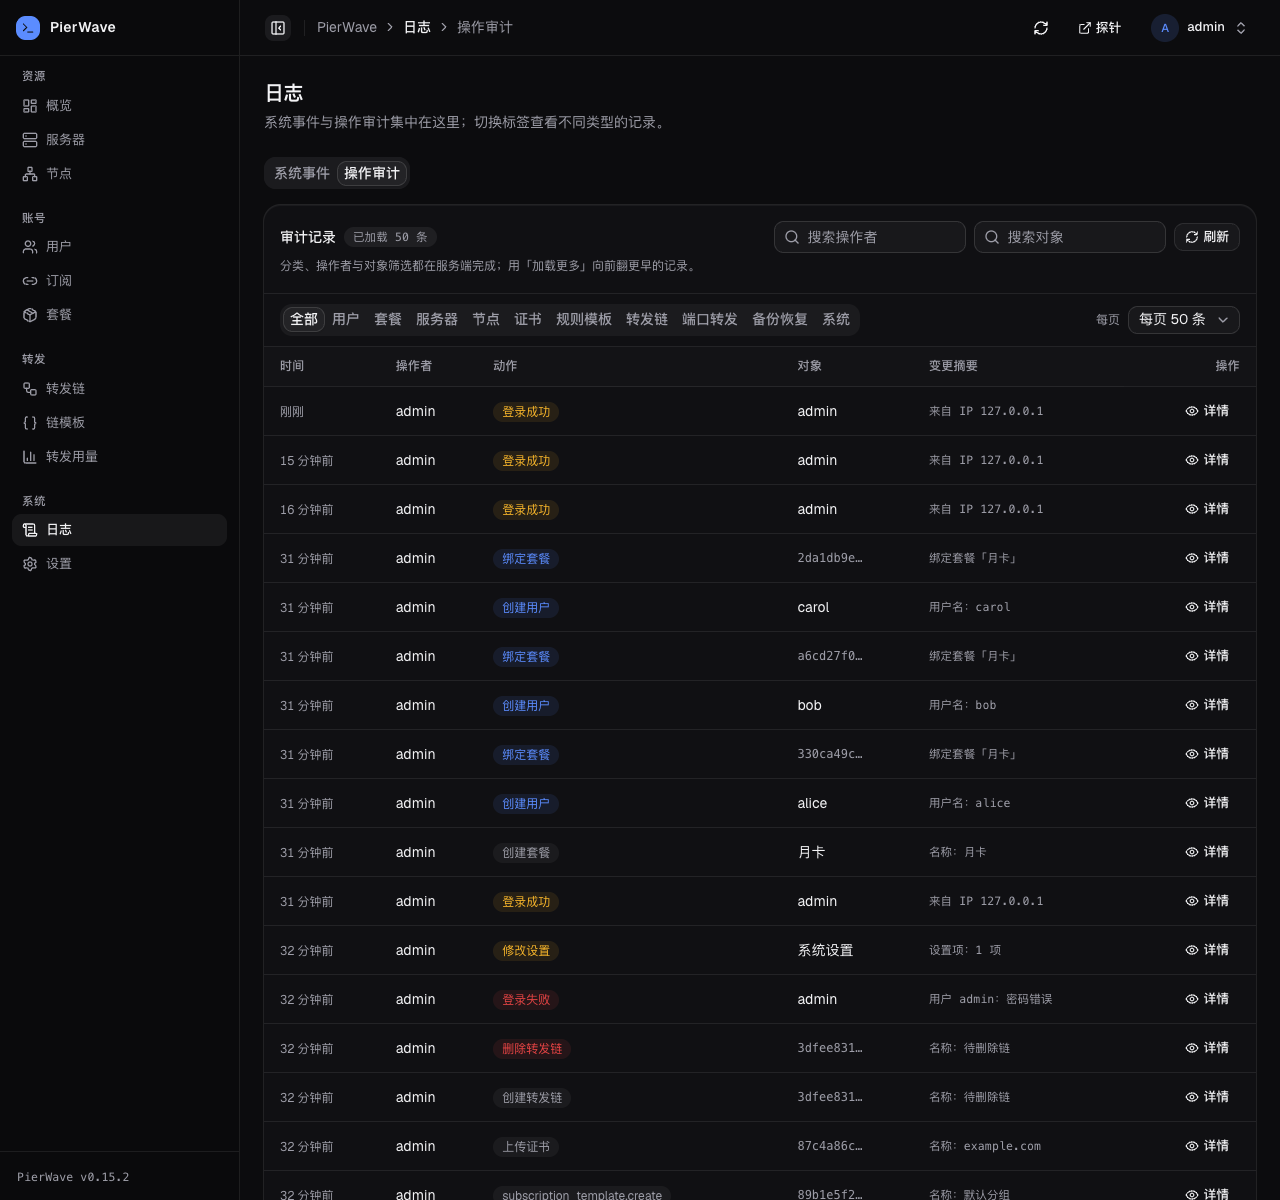 PierWave
PierWave > 日志 > 操作审计
探针
A admin
资源
概览
服务器
节点
账号
用户
订阅
套餐
转发
转发链
链模板
转发用量
系统
日志
设置
PierWave v0.15.2
日志
系统事件与操作审计集中在这里；切换标签查看不同类型的记录。
系统事件 操作审计
审计记录 已加载 50 条 搜索操作者 搜索对象 刷新
分类、操作者与对象筛选都在服务端完成；用「加载更多」向前翻更早的记录。
全部 用户 套餐 服务器 节点 证书 规则模板 转发链 端口转发 备份恢复 系统 每页 每页 50 条
时间 操作者 动作 对象 变更摘要 操作
刚刚 admin 登录成功 admin 来自 IP 127.0.0.1 详情
15 分钟前 admin 登录成功 admin 来自 IP 127.0.0.1 详情
16 分钟前 admin 登录成功 admin 来自 IP 127.0.0.1 详情
31 分钟前 admin 绑定套餐 2da1db9e… 绑定套餐「月卡」 详情
31 分钟前 admin 创建用户 carol 用户名：carol 详情
31 分钟前 admin 绑定套餐 a6cd27f0… 绑定套餐「月卡」 详情
31 分钟前 admin 创建用户 bob 用户名：bob 详情
31 分钟前 admin 绑定套餐 330ca49c… 绑定套餐「月卡」 详情
31 分钟前 admin 创建用户 alice 用户名：alice 详情
31 分钟前 admin 创建套餐 月卡 名称：月卡 详情
31 分钟前 admin 登录成功 admin 来自 IP 127.0.0.1 详情
32 分钟前 admin 修改设置 系统设置 设置项：1 项 详情
32 分钟前 admin 登录失败 admin 用户 admin：密码错误 详情
32 分钟前 admin 删除转发链 3dfee831… 名称：待删除链 详情
32 分钟前 admin 创建转发链 3dfee831… 名称：待删除链 详情
32 分钟前 admin 上传证书 87c4a86c… 名称：example.com 详情
32 分钟前 admin subscription_template.create 89b1e5f2… 名称：默认分组 详情